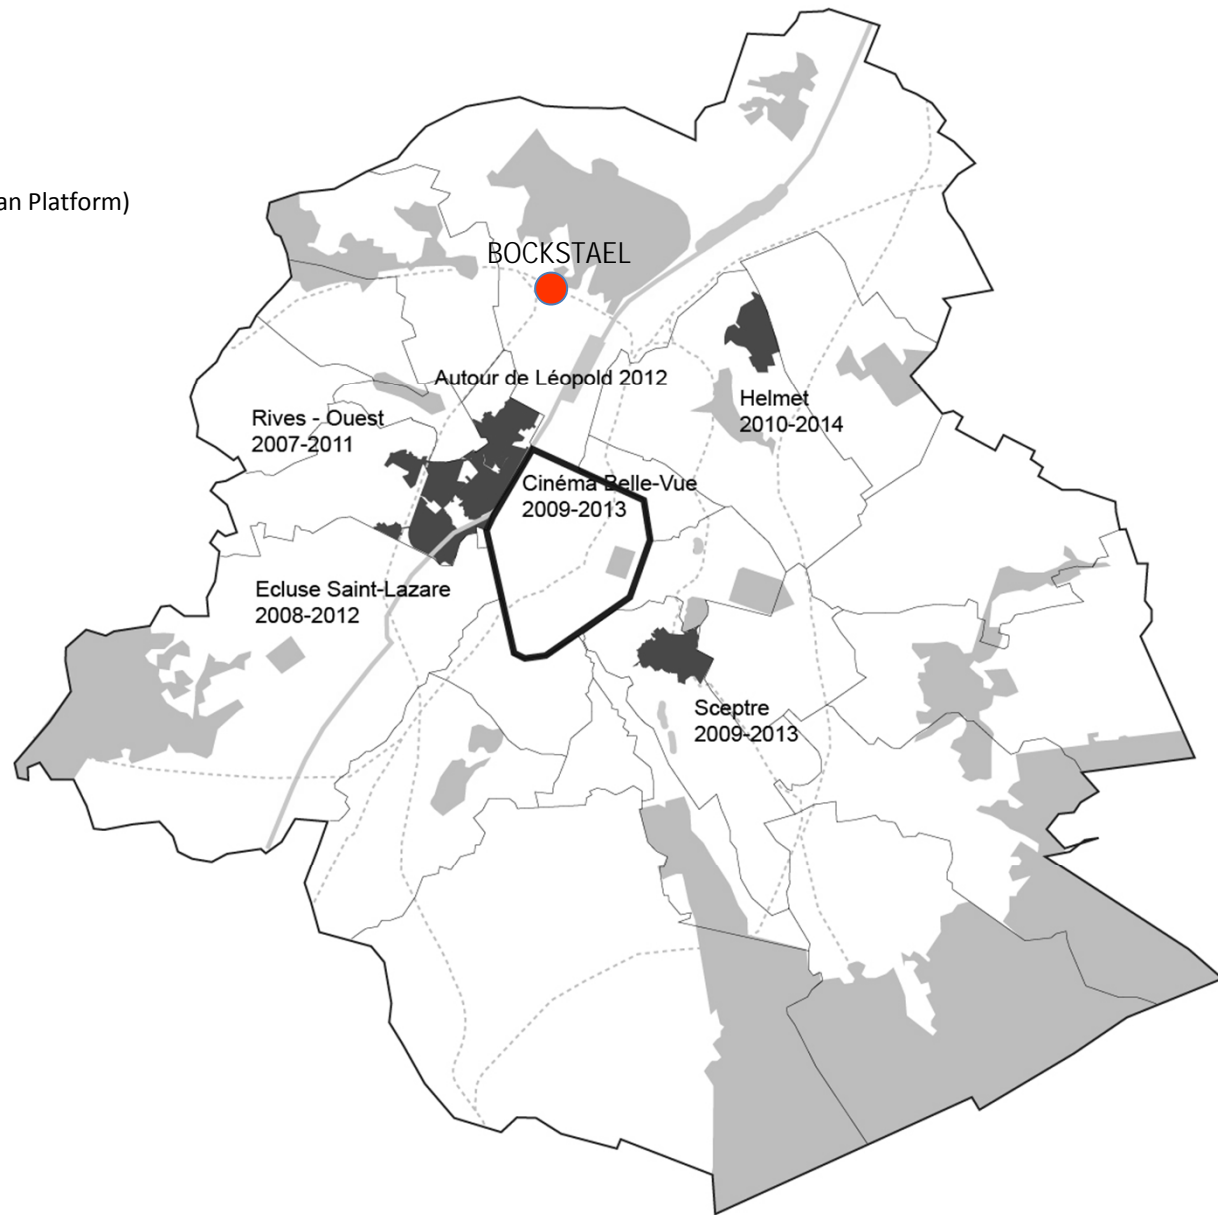 an Platform)
BOCKSTAEL
Autour de Léopold 2012
Rives - Ouest
2007-2011
Helmet
2010-2014
Cinéma Belle-Vue
2009-2013
Ecluse Saint-Lazare
2008-2012
Sceptre
2009-2013